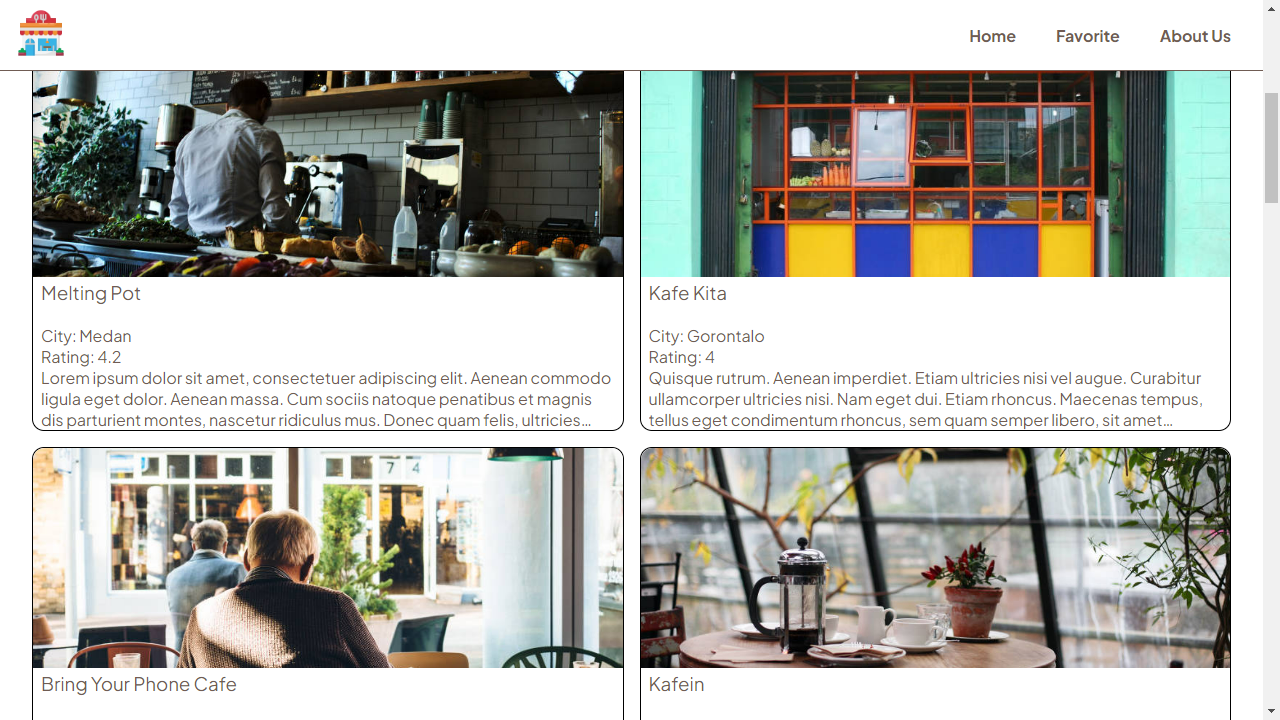 Home Favorite About Us
Melting Pot
City: Medan
Rating: 4.2
Lorem ipsum dolor sit amet, consectetuer adipiscing elit. Aenean commodo
ligula eget dolor. Aenean massa. Cum sociis natoque penatibus et magnis
dis parturient montes, nascetur ridiculus mus. Donec quam felis, ultricies...
Kafe Kita
City: Gorontalo
Rating: 4
Quisque rutrum. Aenean imperdiet. Etiam ultricies nisi vel augue. Curabitur
ullamcorper ultricies nisi. Nam eget dui. Etiam rhoncus. Maecenas tempus,
tellus eget condimentum rhoncus, sem quam semper libero, sit amet...
7 4
Bring Your Phone Cafe
Kafein